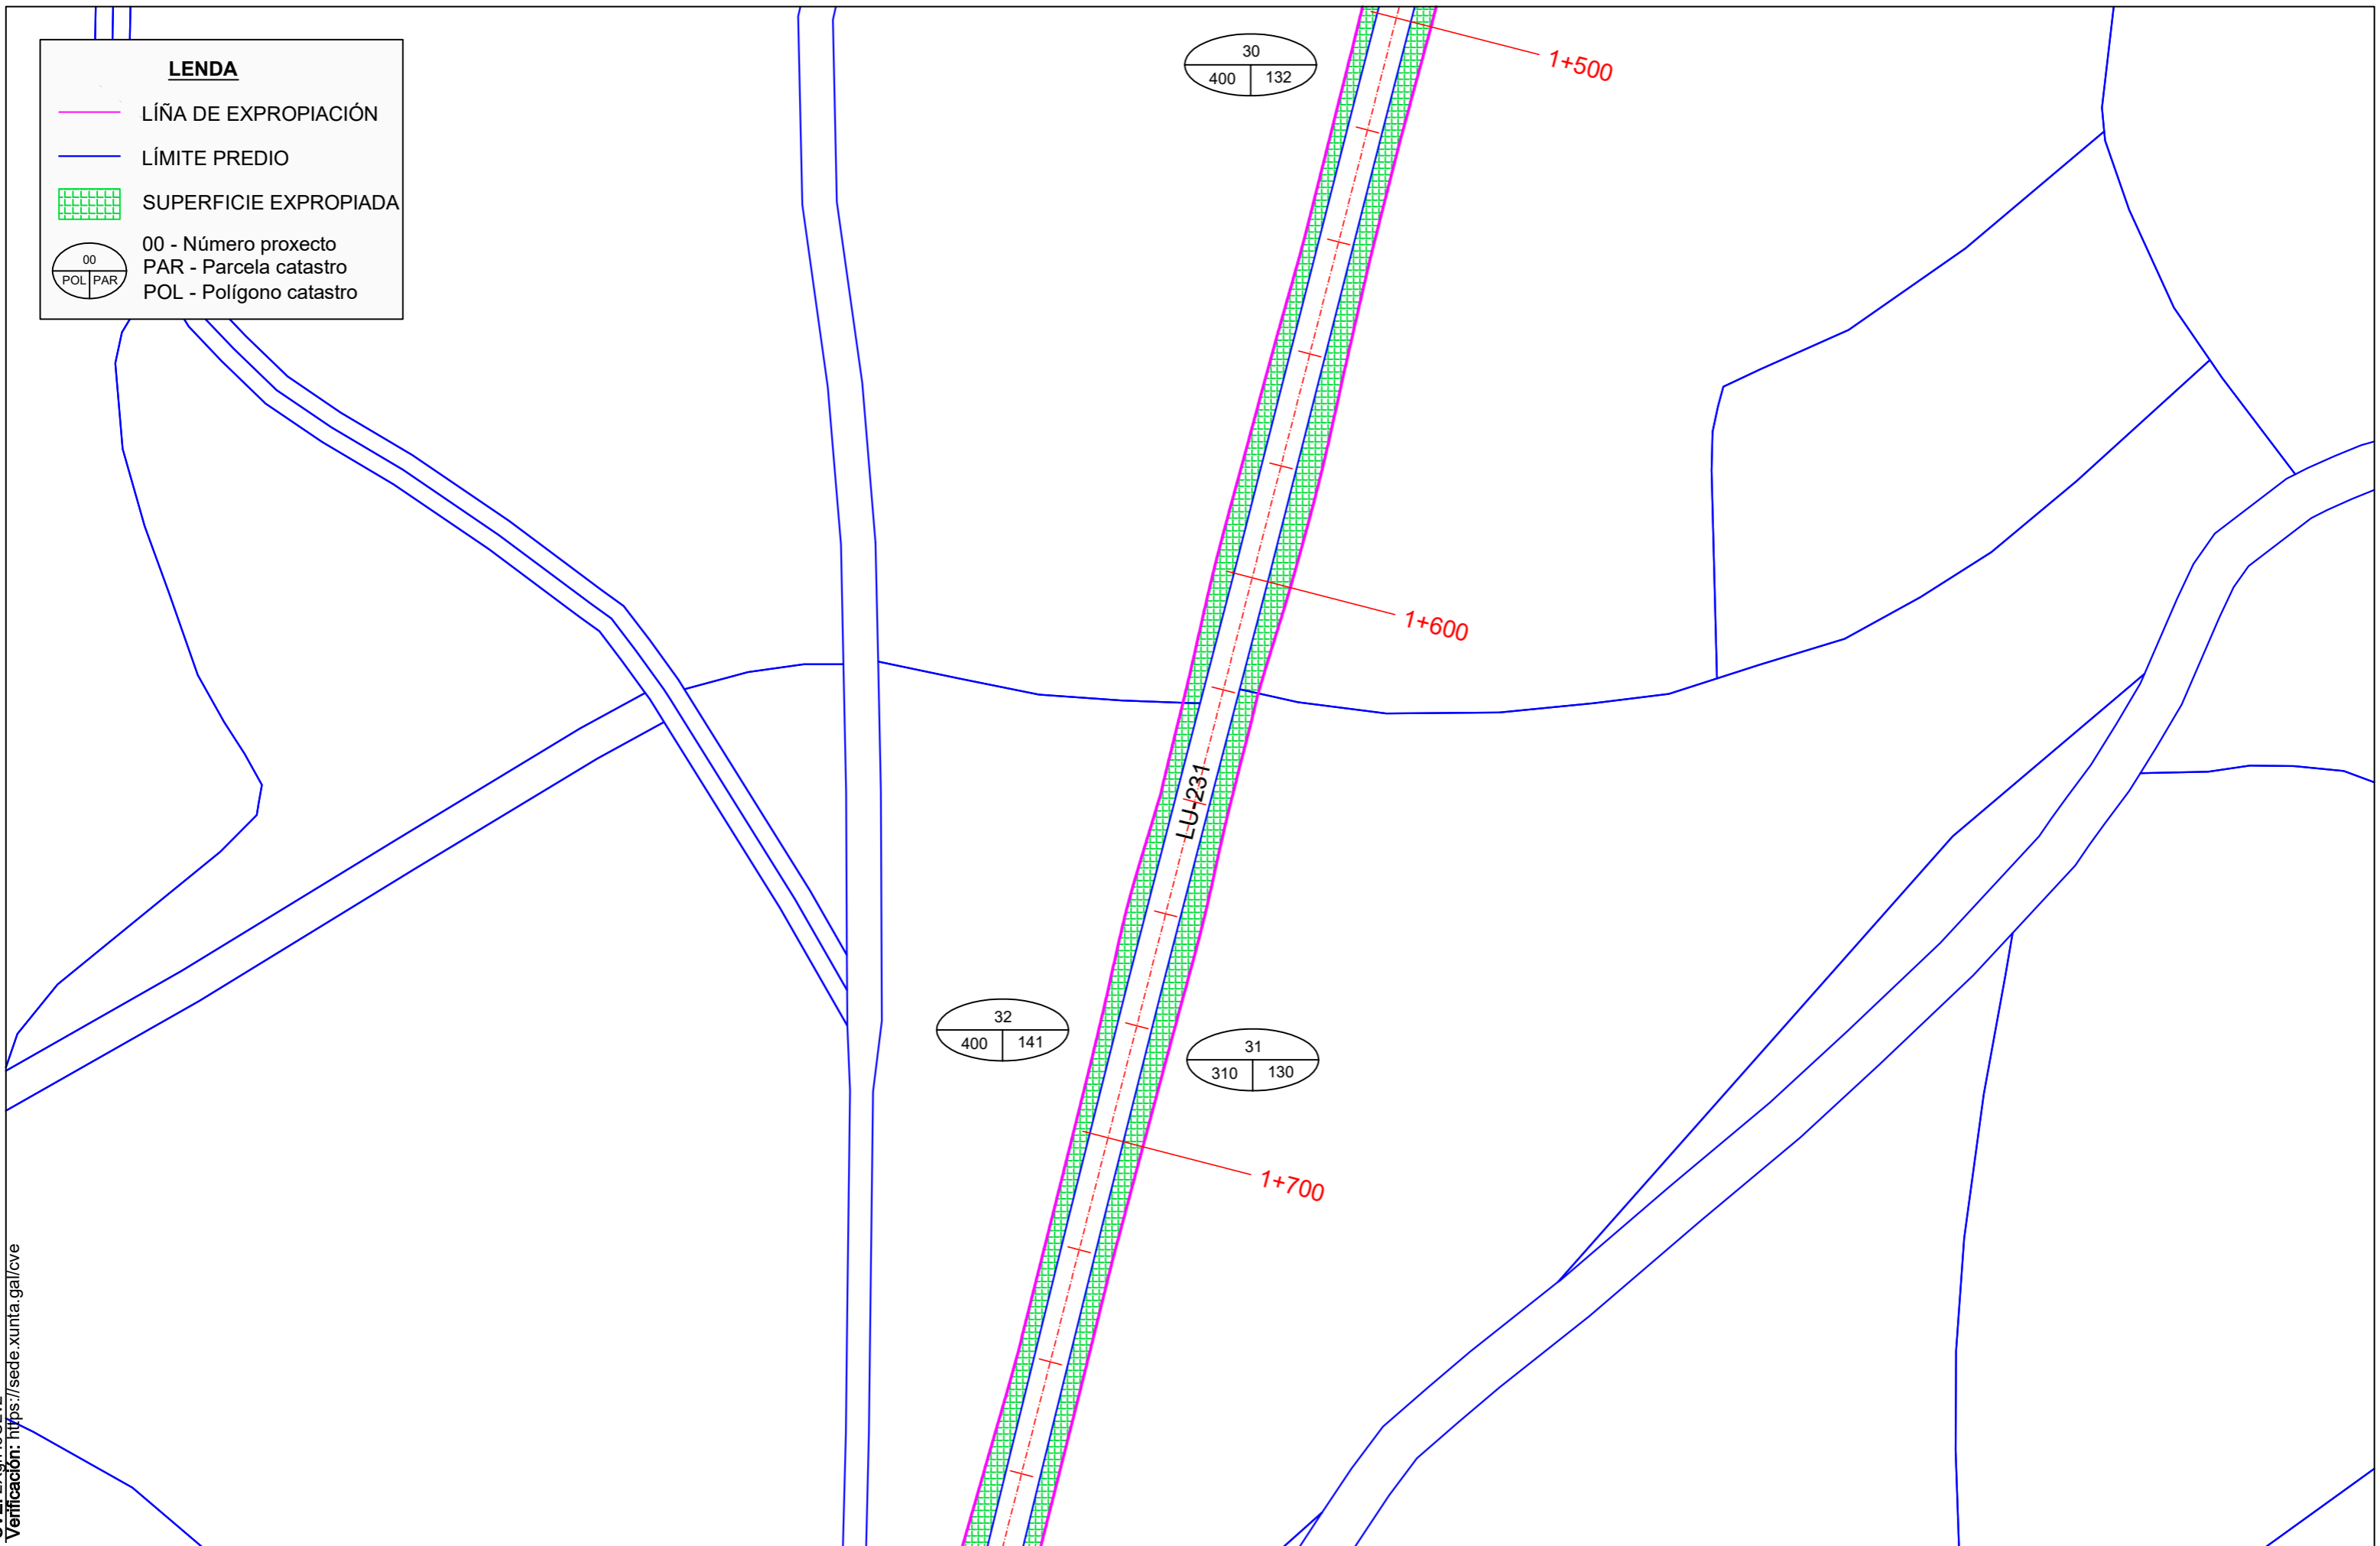 LENDA
LÍÑA DE EXPROPIACIÓN
LÍMITE PREDIO
SUPERFICIE EXPROPIADA
00
POL PAR
00 - Número proxecto
PAR - Parcela catastro
POL - Polígono catastro
30
400 132
1+500
1+600
LU-231
32
400 141
31
310 130
1+700
Verificación: https://sede.xunta.gal/cve